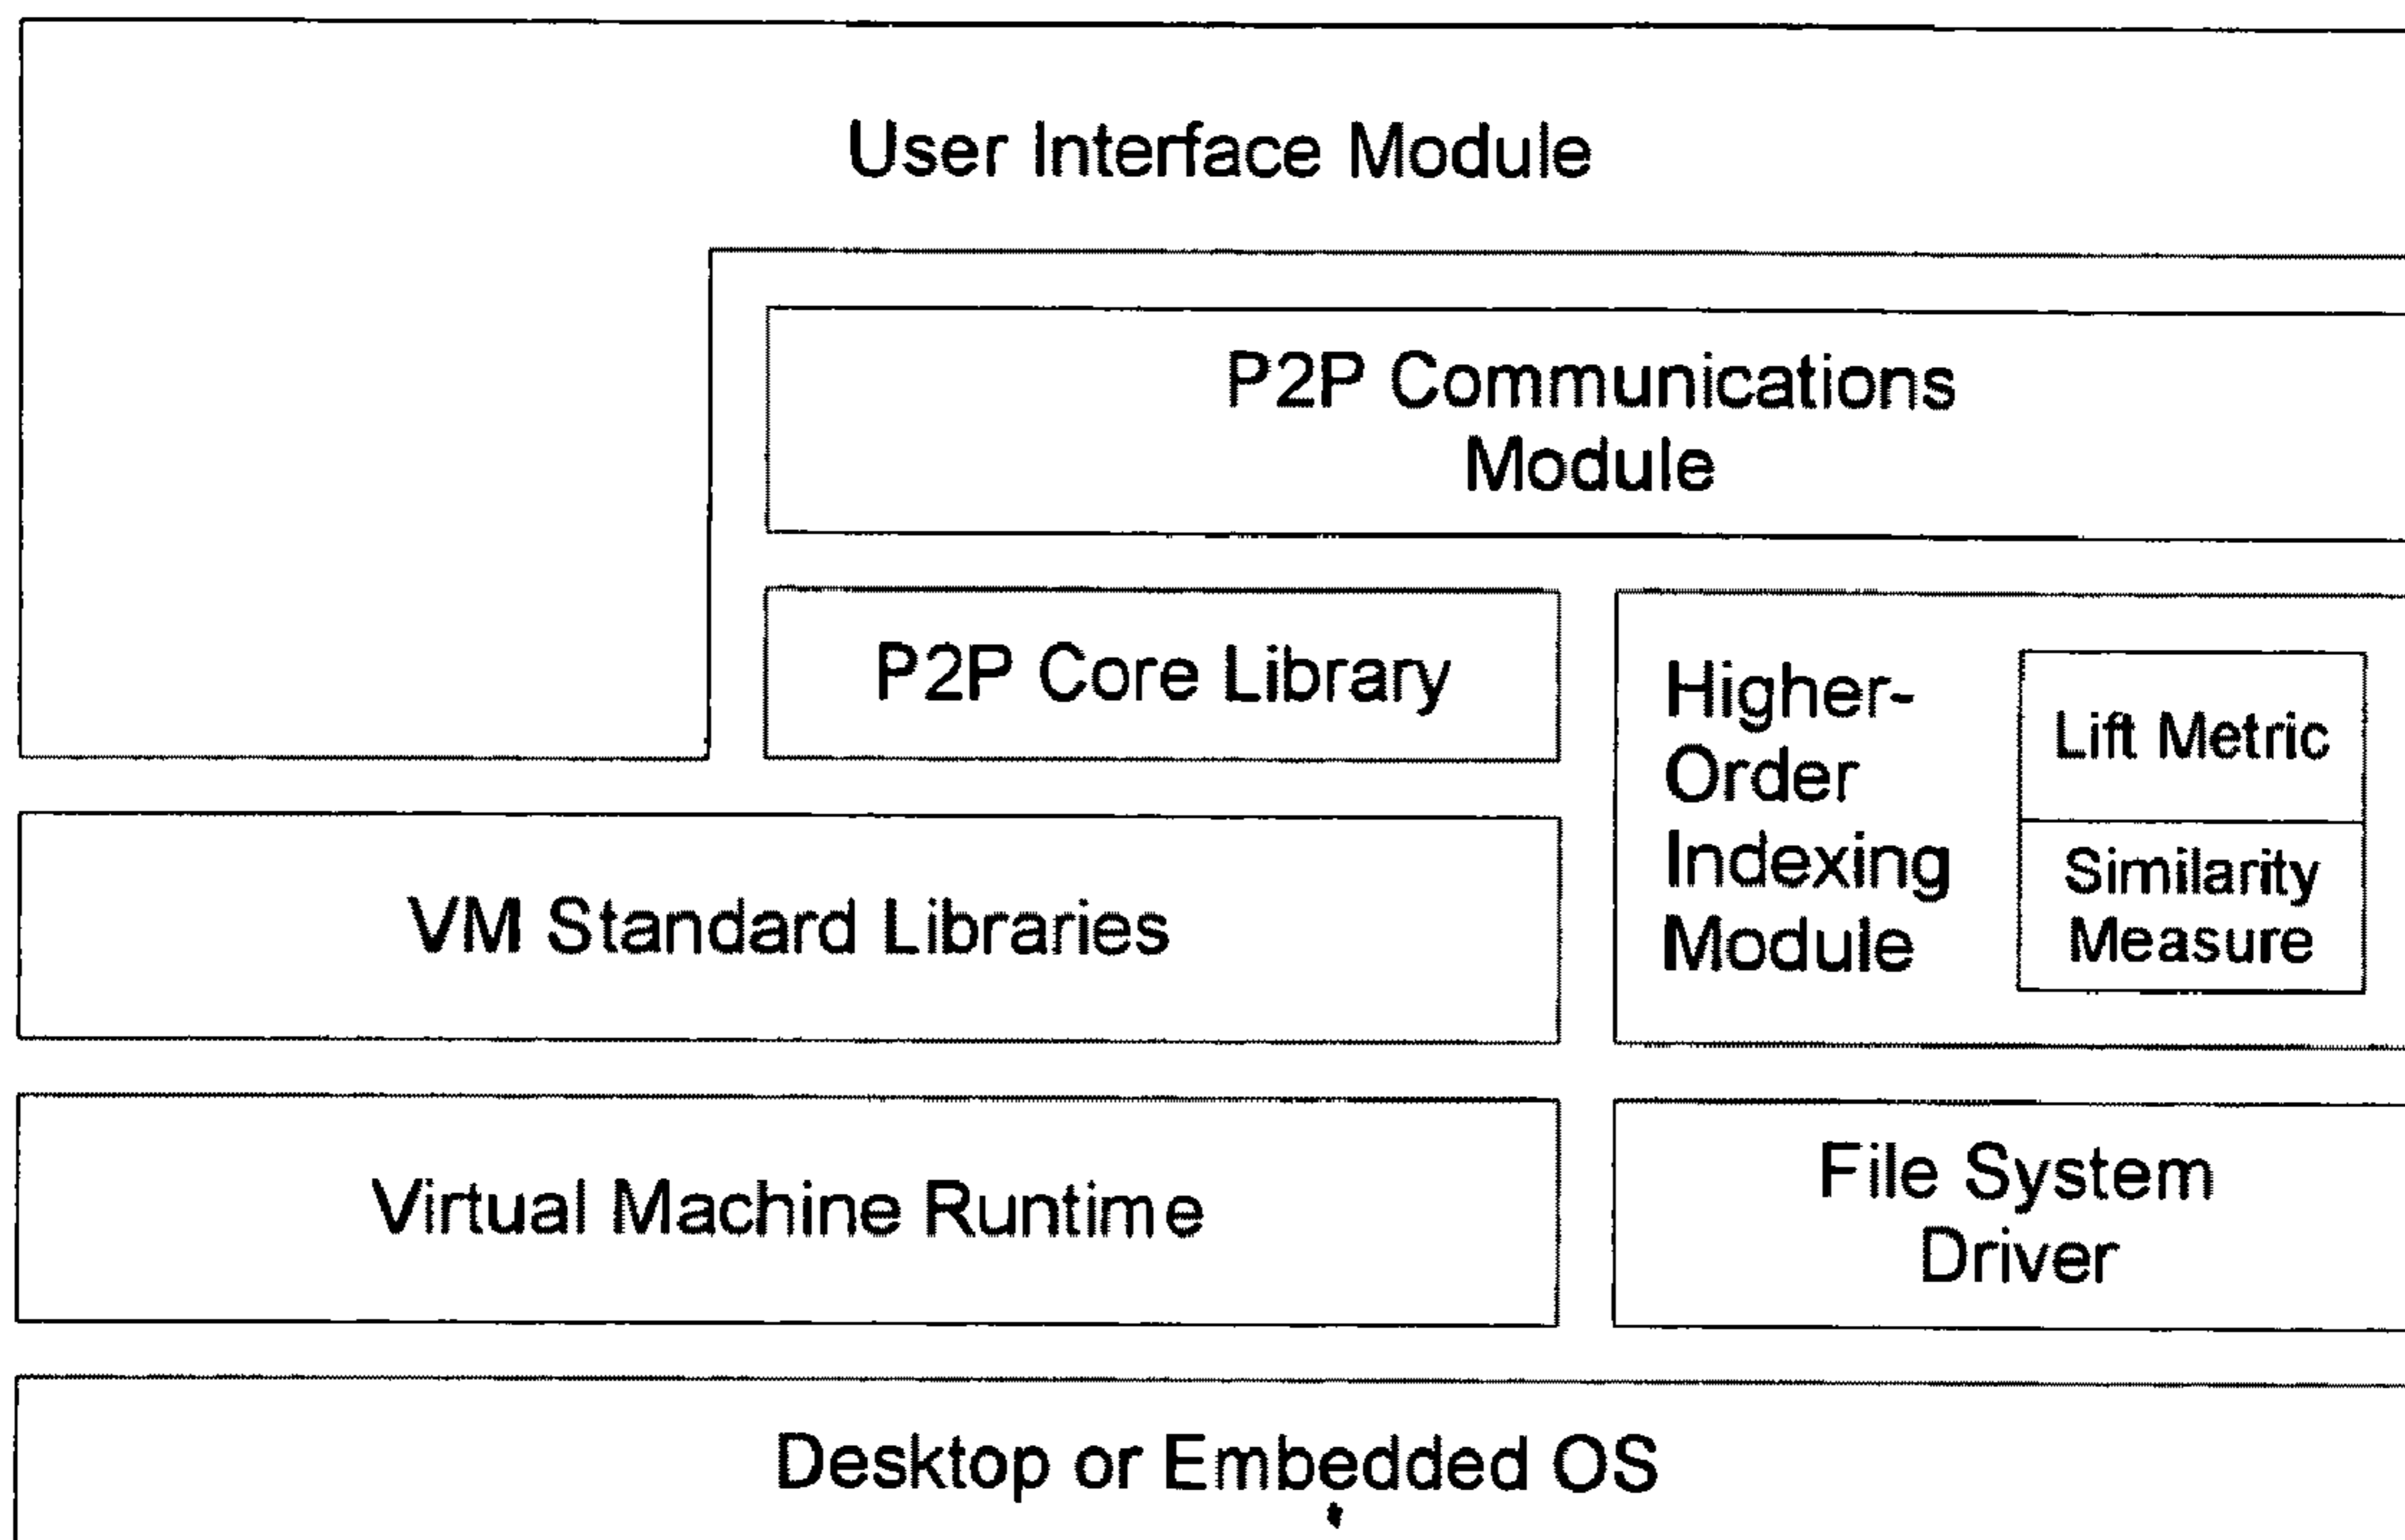 User Interface Module
P2P Communications
Module
P2P Core Library
Higher-
Order
Indexing
Module
Lift Metric
Similarity
Measure
VM Standard Libraries
Virtual Machine Runtime
File System
Driver
Desktop or Embedded OS